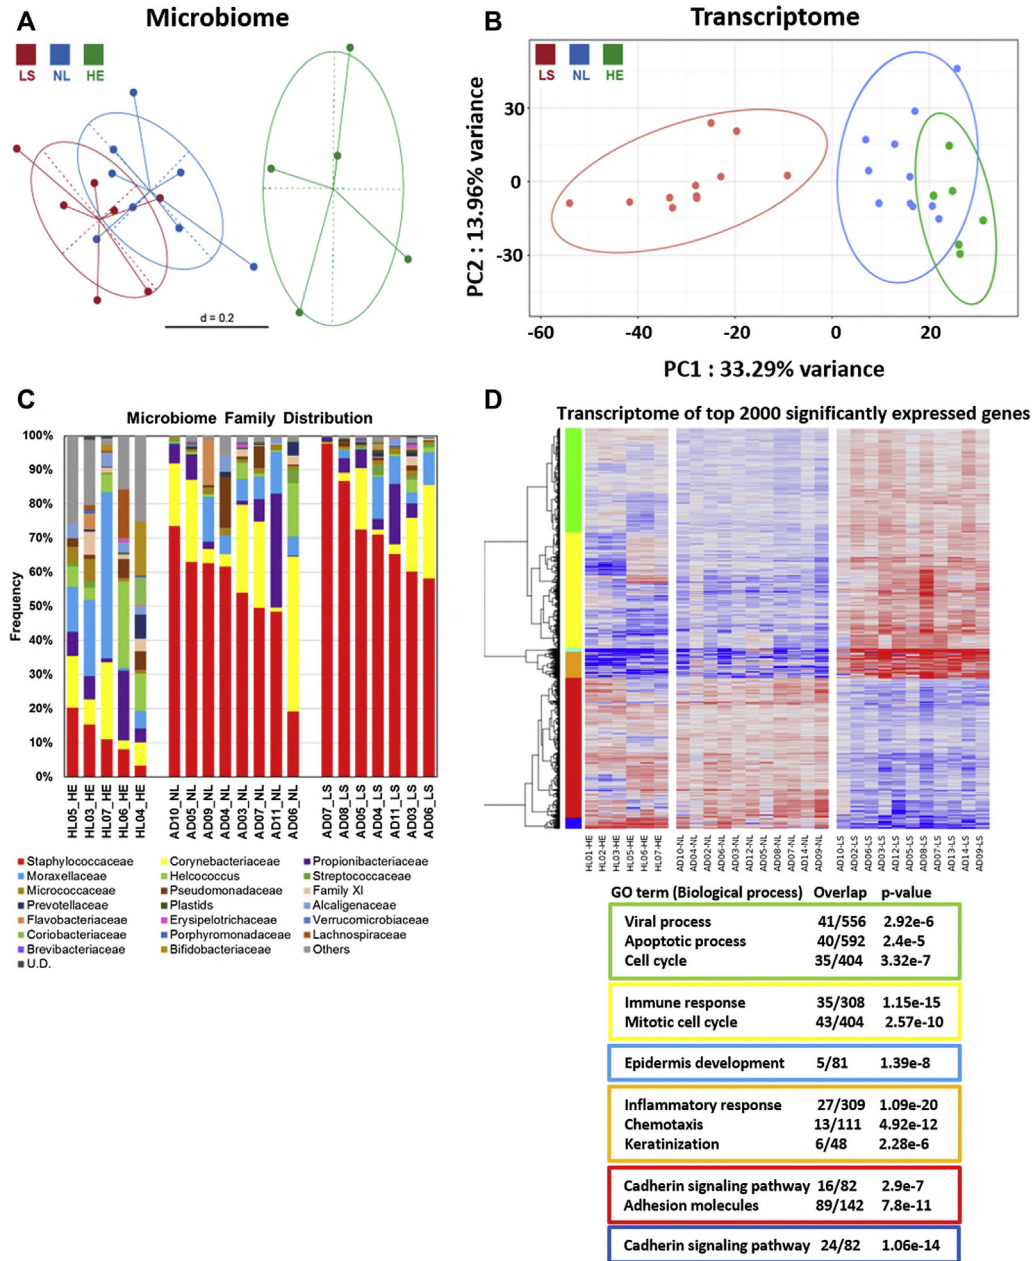 A
Microbiome
LS NL HE
d = 0.2
B
Transcriptome
LS NL HE
PC2 : 13.96% variance
30
0
-30
-60 -40 -20 0 20
PC1 : 33.29% variance
C
Microbiome Family Distribution
Frequency
100%
90%
80%
70%
60%
50%
40%
30%
20%
10%
0%
HL05_HE
HL03_HE
HL07_HE
HL06_HE
HL04_HE
AD10_NL
AD05_NL
AD09_NL
AD04_NL
AD03_NL
AD07_NL
AD11_NL
AD06_NL
AD07_LS
AD08_LS
AD05_LS
AD04_LS
AD11_LS
AD03_LS
AD06_LS
Staphylococcaceae Corynebacteriaceae Propionibacteriaceae
Moraxellaceae Helcococcus Streptococcaceae
Micrococcaceae Pseudomonadaceae Family XI
Prevotellaceae Plastids Alcaligenaceae
Flavobacteriaceae Erysipelotrichaceae Verrucomicrobiaceae
Coriobacteriaceae Porphyromonadaceae Lachnospiraceae
Brevibacteriaceae Bifidobacteriaceae Others
U.D.
D
Transcriptome of top 2000 significantly expressed genes
HL01-HE
HL02-HE
HL03-HE
HL05-HE
HL06-HE
HL07-HE
AD10-NL
AD04-NL
AD02-NL
AD06-NL
AD03-NL
AD12-NL
AD05-NL
AD08-NL
AD07-NL
AD14-NL
AD09-NL
AD10-LS
AD02-LS
AD06-LS
AD03-LS
AD12-LS
AD05-LS
AD08-LS
AD07-LS
AD13-LS
AD14-LS
AD09-LS
GO term (Biological process) Overlap p-value
Viral process 41/556 2.92e-6
Apoptotic process 40/592 2.4e-5
Cell cycle 35/404 3.32e-7
Immune response 35/308 1.15e-15
Mitotic cell cycle 43/404 2.57e-10
Epidermis development 5/81 1.39e-8
Inflammatory response 27/309 1.09e-20
Chemotaxis 13/111 4.92e-12
Keratinization 6/48 2.28e-6
Cadherin signaling pathway 16/82 2.9e-7
Adhesion molecules 89/142 7.8e-11
Cadherin signaling pathway 24/82 1.06e-14